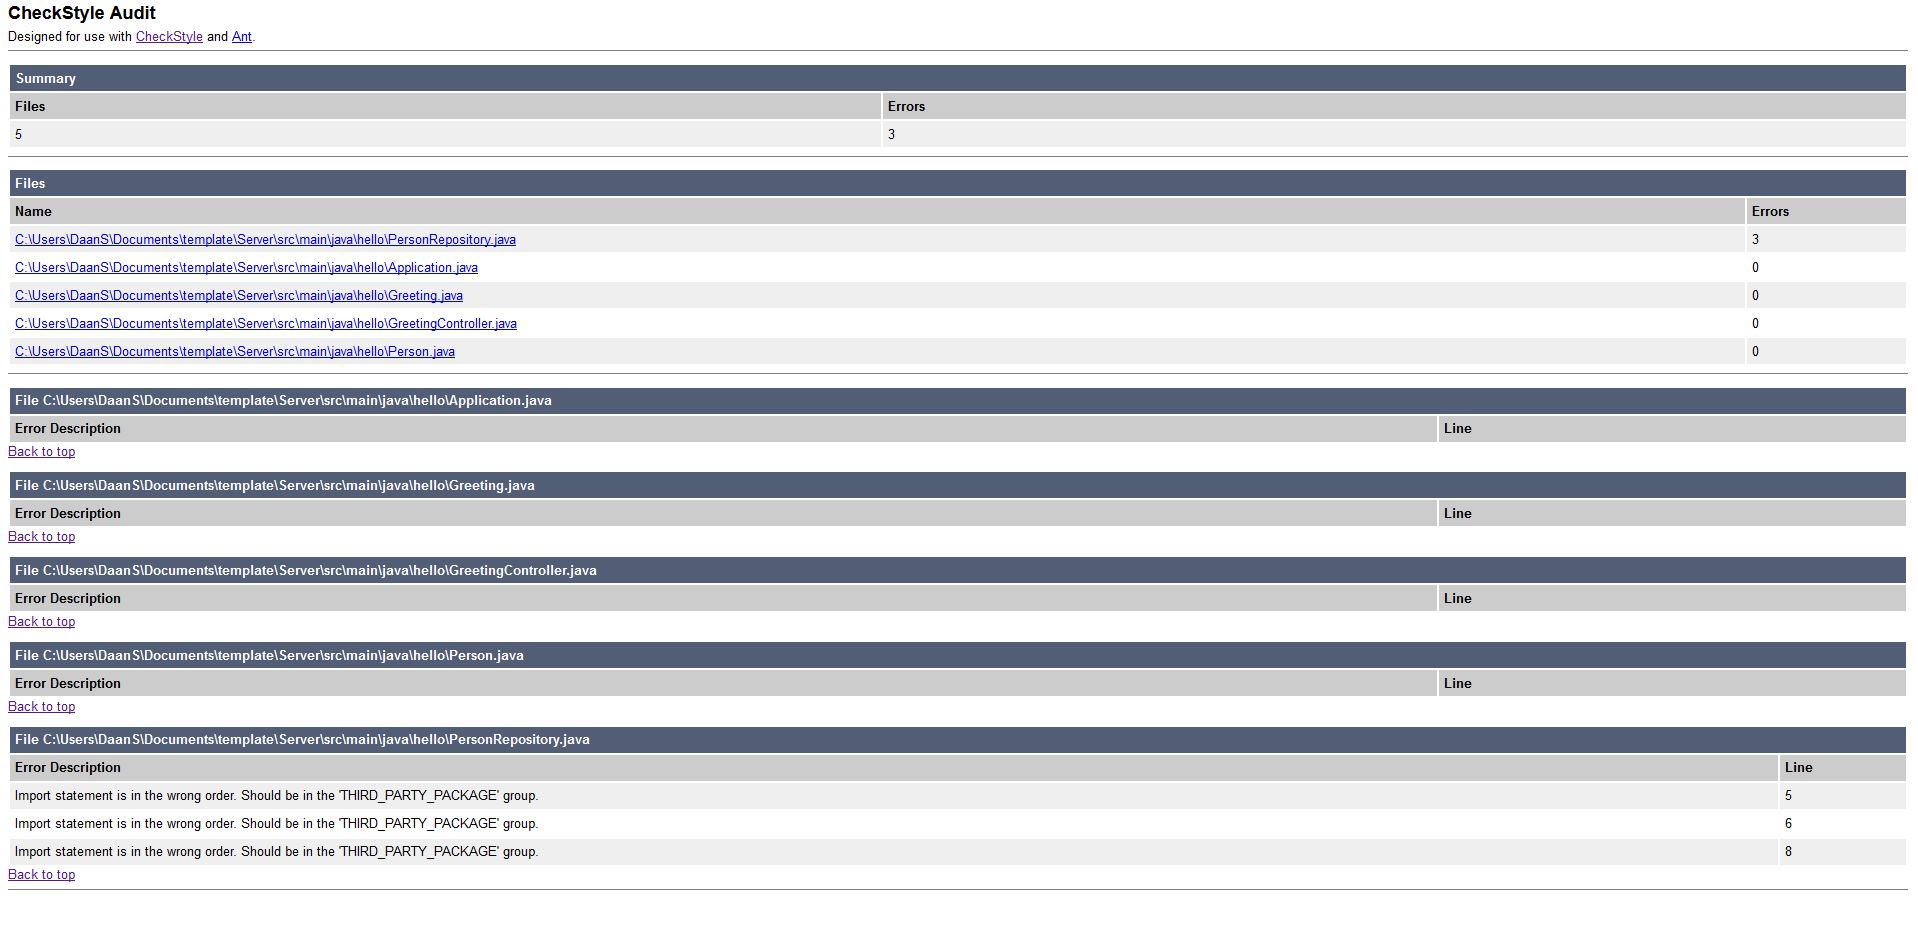 CheckStyle Audit
Designed for use with CheckStyle and Ant.
Summary
Files Errors
5 3
Files
Name Errors
C:\Users\DaanS\Documents\template\Server\src\main\java\hello\PersonRepository.java 3
C:\Users\DaanS\Documents\template\Server\src\main\java\hello\Application.java 0
C:\Users\DaanS\Documents\template\Server\src\main\java\hello\Greeting.java 0
C:\Users\DaanS\Documents\template\Server\src\main\java\hello\GreetingController.java 0
C:\Users\DaanS\Documents\template\Server\src\main\java\hello\Person.java 0
File C:\Users\DaanS\Documents\template\Server\src\main\java\hello\Application.java
Error Description Line
Back to top
File C:\Users\DaanS\Documents\template\Server\src\main\java\hello\Greeting.java
Error Description Line
Back to top
File C:\Users\DaanS\Documents\template\Server\src\main\java\hello\GreetingController.java
Error Description Line
Back to top
File C:\Users\DaanS\Documents\template\Server\src\main\java\hello\Person.java
Error Description Line
Back to top
File C:\Users\DaanS\Documents\template\Server\src\main\java\hello\PersonRepository.java
Error Description Line
Import statement is in the wrong order. Should be in the 'THIRD_PARTY_PACKAGE' group. 5
Import statement is in the wrong order. Should be in the 'THIRD_PARTY_PACKAGE' group. 6
Import statement is in the wrong order. Should be in the 'THIRD_PARTY_PACKAGE' group. 8
Back to top